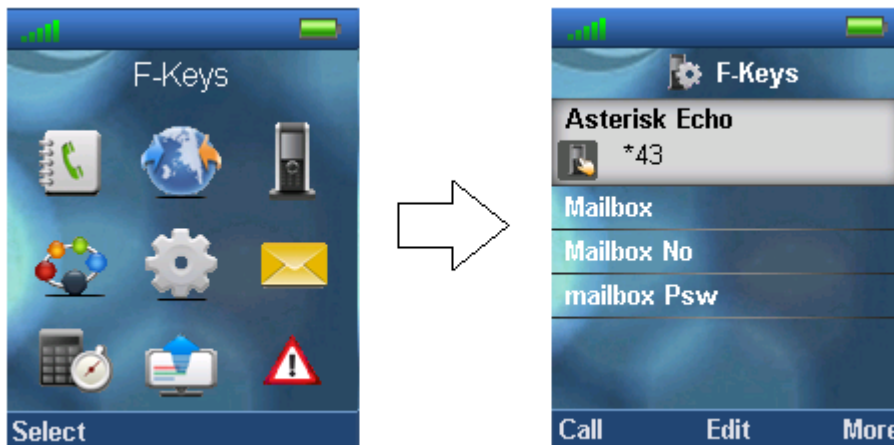 F-Keys
Select
F-Keys
Asterisk Echo
*43
Mailbox
Mailbox No
mailbox Psw
Call Edit More